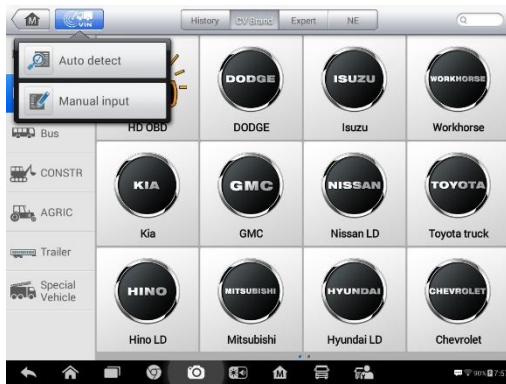 VIN
History CV Brand Expert NE
Auto detect
Manual input
HD OBD
DODGE
DODGE
ISUZU
Isuzu
WORKHORSE
Workhorse
Bus
CONSTR
AGRIC
Trailer
Special
Vehicle
KIA
Kia
GMC
GMC
NISSAN
Nissan LD
TOYOTA
Toyota truck
HINO
Hino LD
MITSUBISHI
Mitsubishi
HYUNDAI
Hyundai LD
CHEVROLET
Chevrolet
M
90%